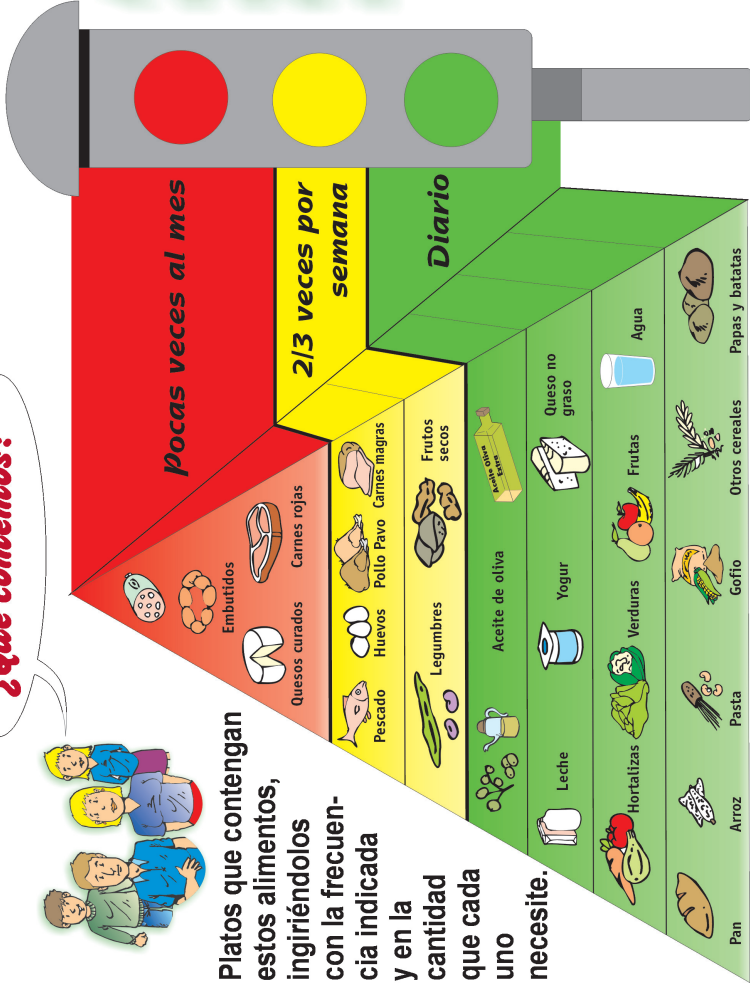 ¿Qué comemos?
Platos que contengan
estos alimentos,
ingiriéndolos
con la frecuen-
cia indicada
y en la
cantidad
que cada
uno
necesite.
Pocas veces al mes
2/3 veces por
semana
Diario
Embutidos
Quesos curados
Carnes rojas
Pescado
Huevos
Pollo Pavo
Carnes magras
Legumbres
Frutos
secos
Aceite de oliva
Aceite Oliva
Extra
Leche
Yogur
Queso no
graso
Hortalizas
Verduras
Frutas
Agua
Pan
Arroz
Pasta
Gofio
Otros cereales
Papas y batatas